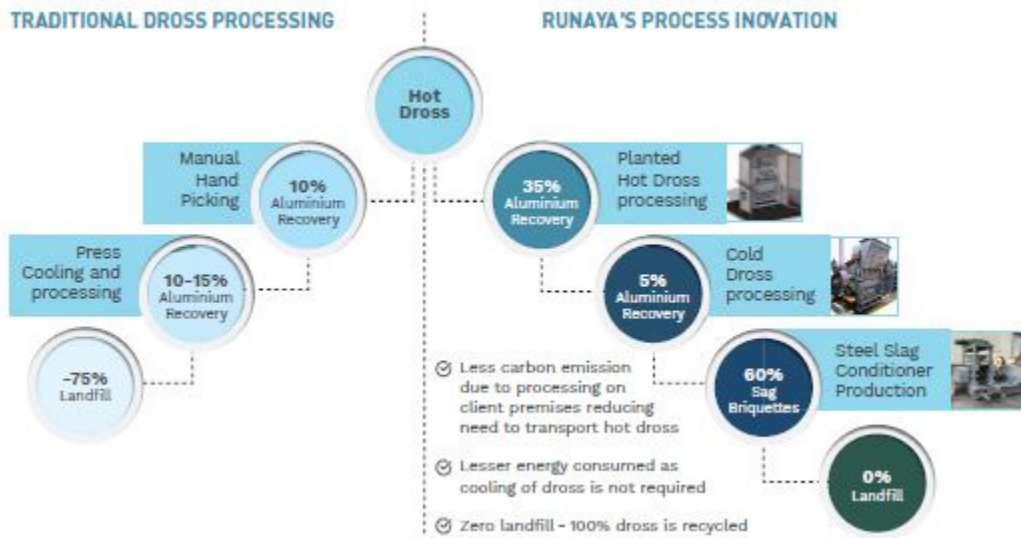 TRADITIONAL DROSS PROCESSING
RUNAYA'S PROCESS INOVATION
Hot
Dross
Manual
Hand
Picking
10%
Aluminium
Recovery
35%
Aluminium
Recovery
Planted
Hot Dross
processing
Press
Cooling and
processing
10-15%
Aluminium
Recovery
5%
Aluminium
Recovery
Cold
Dross
processing
-75%
Landfill
Less carbon emission
due to processing on
client premises reducing
need to transport hot dross
60%
Sag
Briquettes
Steel Slag
Conditioner
Production
Lesser energy consumed as
cooling of dross is not required
0%
Landfill
Zero landfill - 100% dross is recycled